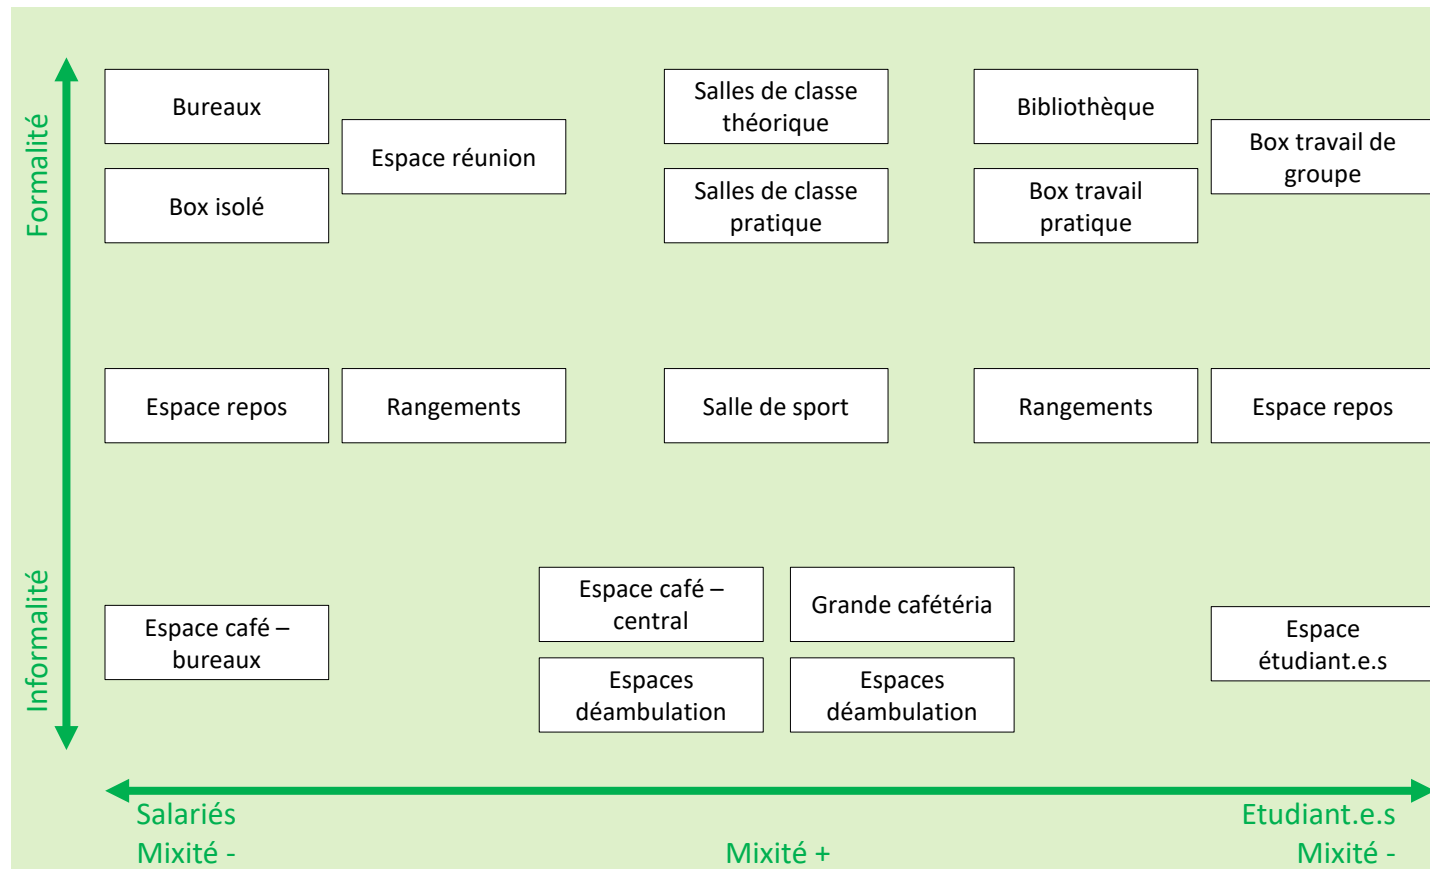 Formalité
Informalité
Bureaux
Espace réunion
Box isolé
Salles de classe
théorique
Salles de classe
pratique
Bibliothèque
Box travail de
groupe
Box travail
pratique
Espace repos
Rangements
Salle de sport
Rangements
Espace repos
Espace café –
bureaux
Espace café –
central
Grande cafétéria
Espaces
déambulation
Espaces
déambulation
Espace
étudiant.e.s
Salariés
Mixité -
Mixité +
Etudiant.e.s
Mixité -